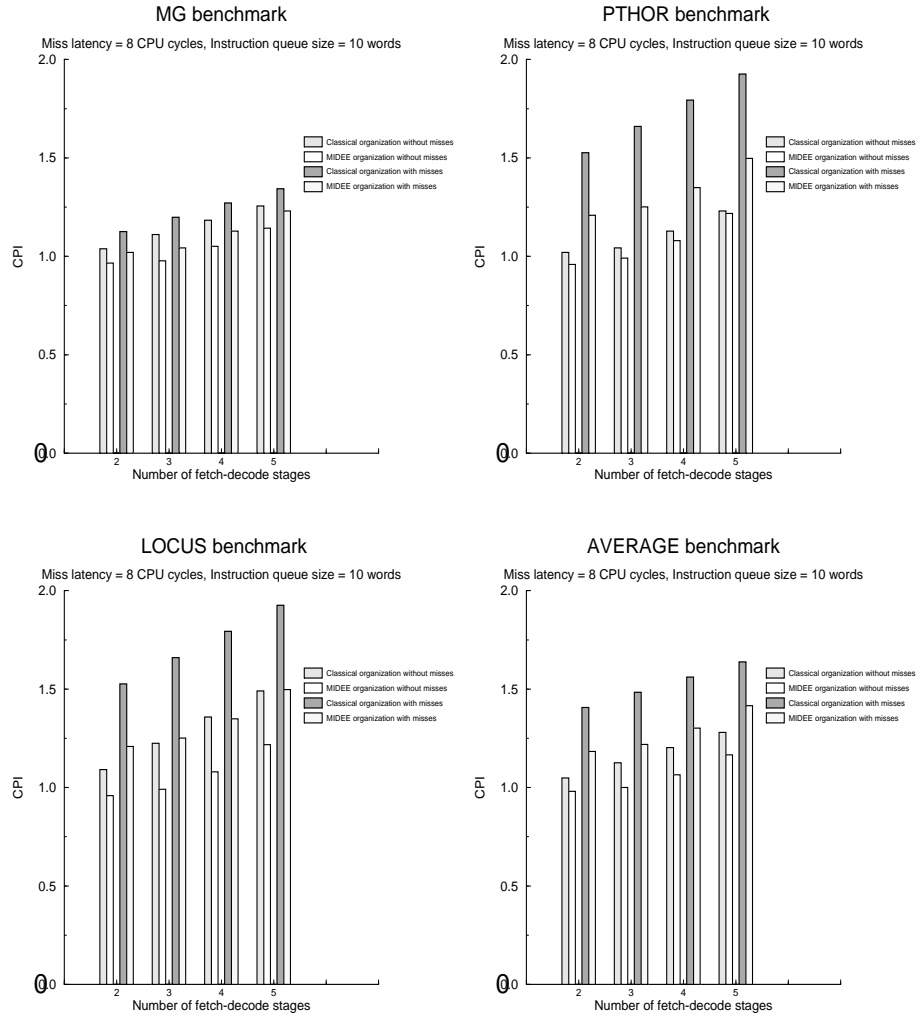 MG benchmark
Miss latency = 8 CPU cycles, Instruction queue size = 10 words
2.0
1.5
1.0
0.5
0.0
0
CPI
Classical organization without misses
MIDEE organization without misses
Classical organization with misses
MIDEE organization with misses
2 3 4 5
Number of fetch-decode stages
PTHOR benchmark
Miss latency = 8 CPU cycles, Instruction queue size = 10 words
2.0
1.5
1.0
0.5
0.0
0
CPI
Classical organization without misses
MIDEE organization without misses
Classical organization with misses
MIDEE organization with misses
2 3 4 5
Number of fetch-decode stages
LOCUS benchmark
Miss latency = 8 CPU cycles, Instruction queue size = 10 words
2.0
1.5
1.0
0.5
0.0
0
CPI
Classical organization without misses
MIDEE organization without misses
Classical organization with misses
MIDEE organization with misses
2 3 4 5
Number of fetch-decode stages
AVERAGE benchmark
Miss latency = 8 CPU cycles, Instruction queue size = 10 words
2.0
1.5
1.0
0.5
0.0
0
CPI
Classical organization without misses
MIDEE organization without misses
Classical organization with misses
MIDEE organization with misses
2 3 4 5
Number of fetch-decode stages